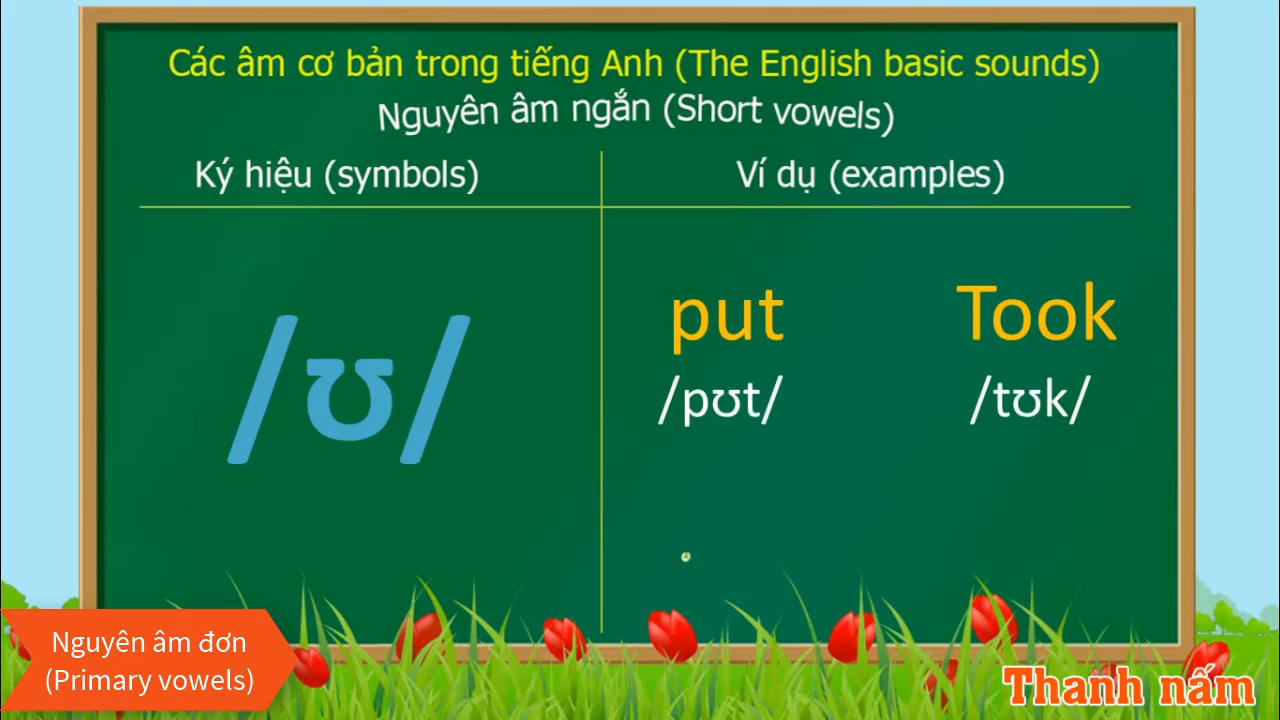 Các âm cơ bản trong tiếng Anh (The English basic sounds)
Nguyên âm ngắn (Short vowels)
Ký hiệu (symbols)
Ví dụ (examples)
/ʊ/
put
Took
/pʊt/
/tʊk/
Nguyên âm đơn
(Primary vowels)
Thanh nấm